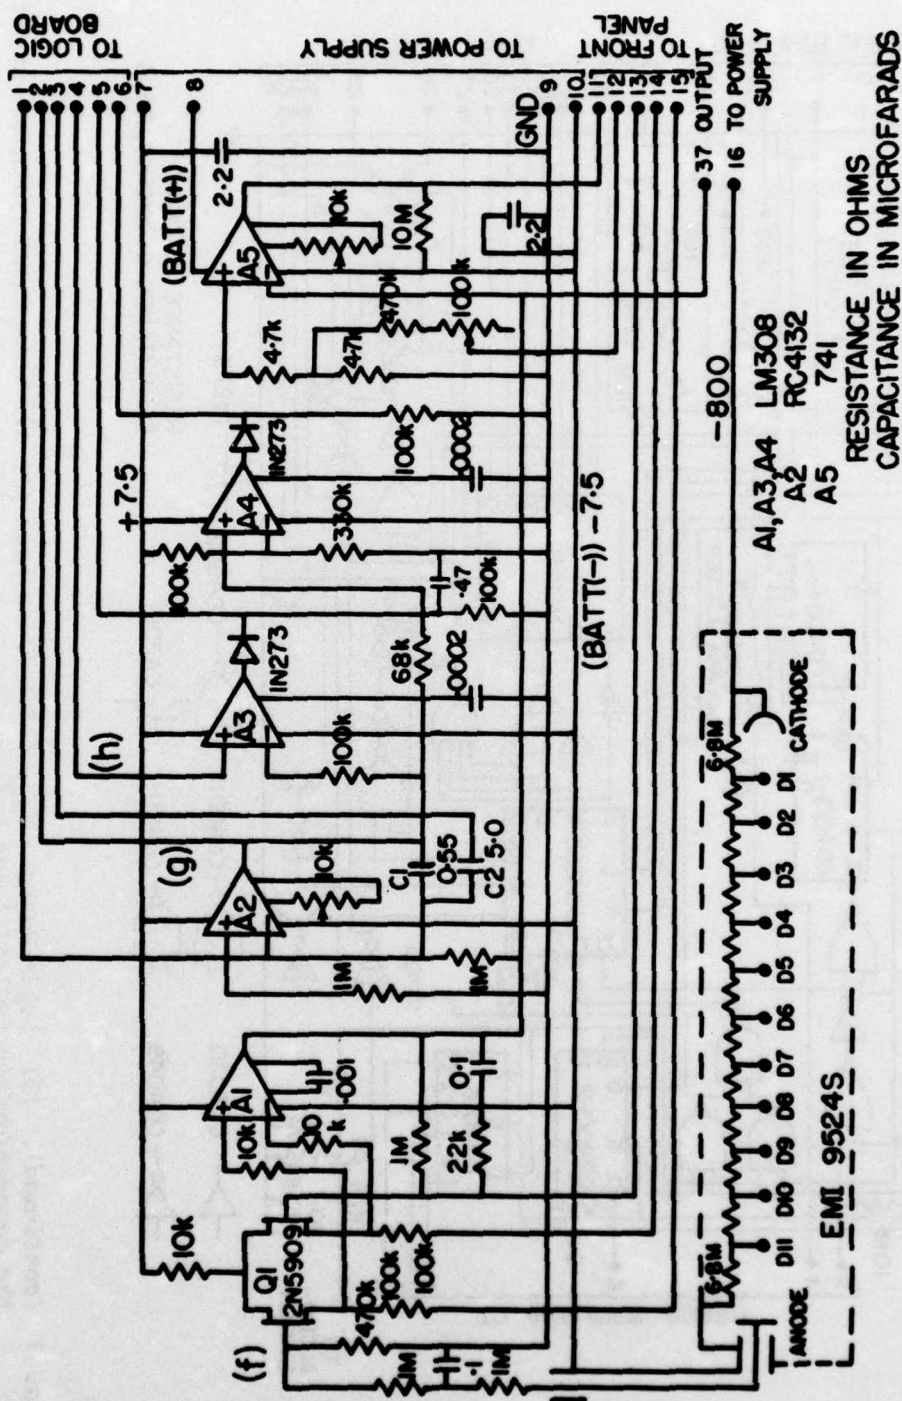 TO LOGIC
BOARD
TO POWER SUPPLY
TO FRONT
PANEL
1
2
3
4
5
6
7
8
9
10
11
12
13
14
15
37 OUTPUT
16 TO POWER
SUPPLY
GND
(BATT(+))
2.2
10k
10M
2.2
A5
+
−
4.7k
47k
470k
100k
+7.5
1N273
A4
+
−
100k
330k
100k
.0002
.47
100k
(BATT(-)) -7.5
(h)
A3
+
−
1N273
100k
68k
.0002
(g)
A2
+
−
10k
C1
0.55
C2 5.0
1M
1M
A1
+
−
.001
10k
10
k
1M
22k
0.1
10k
Q1
2N5909
(f)
470k
100k
100k
1M
.1
1M
-800
6.8M
6.8M
CATHODE
D1
D2
D3
D4
D5
D6
D7
D8
D9
D10
D11
ANODE
EMI 9524S
A1,A3,A4 LM308
A2 RC4132
A5 741
RESISTANCE IN OHMS
CAPACITANCE IN MICROFARADS